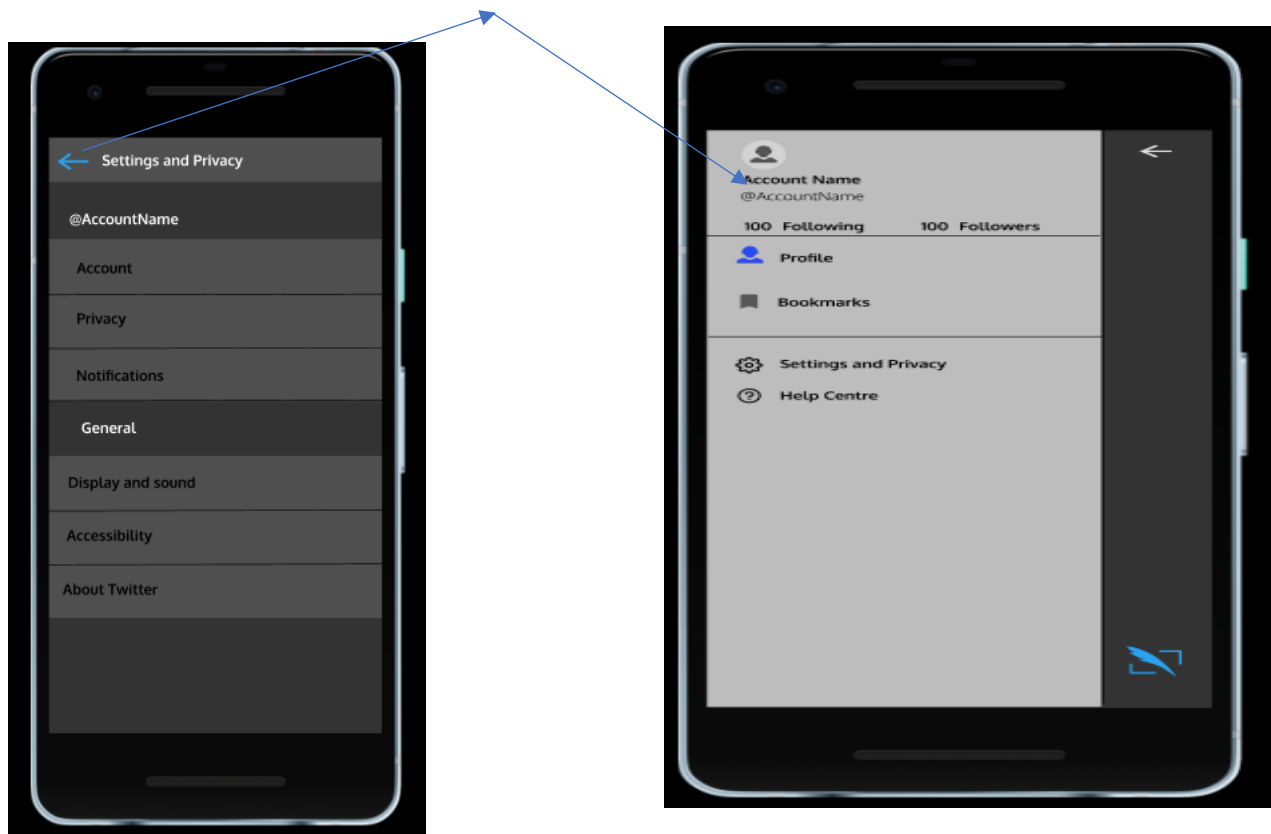 Settings and Privacy
@AccountName
Account
Privacy
Notifications
General
Display and sound
Accessibility
About Twitter
Account Name
@AccountName
100 Following 100 Followers
Profile
Bookmarks
Settings and Privacy
Help Centre